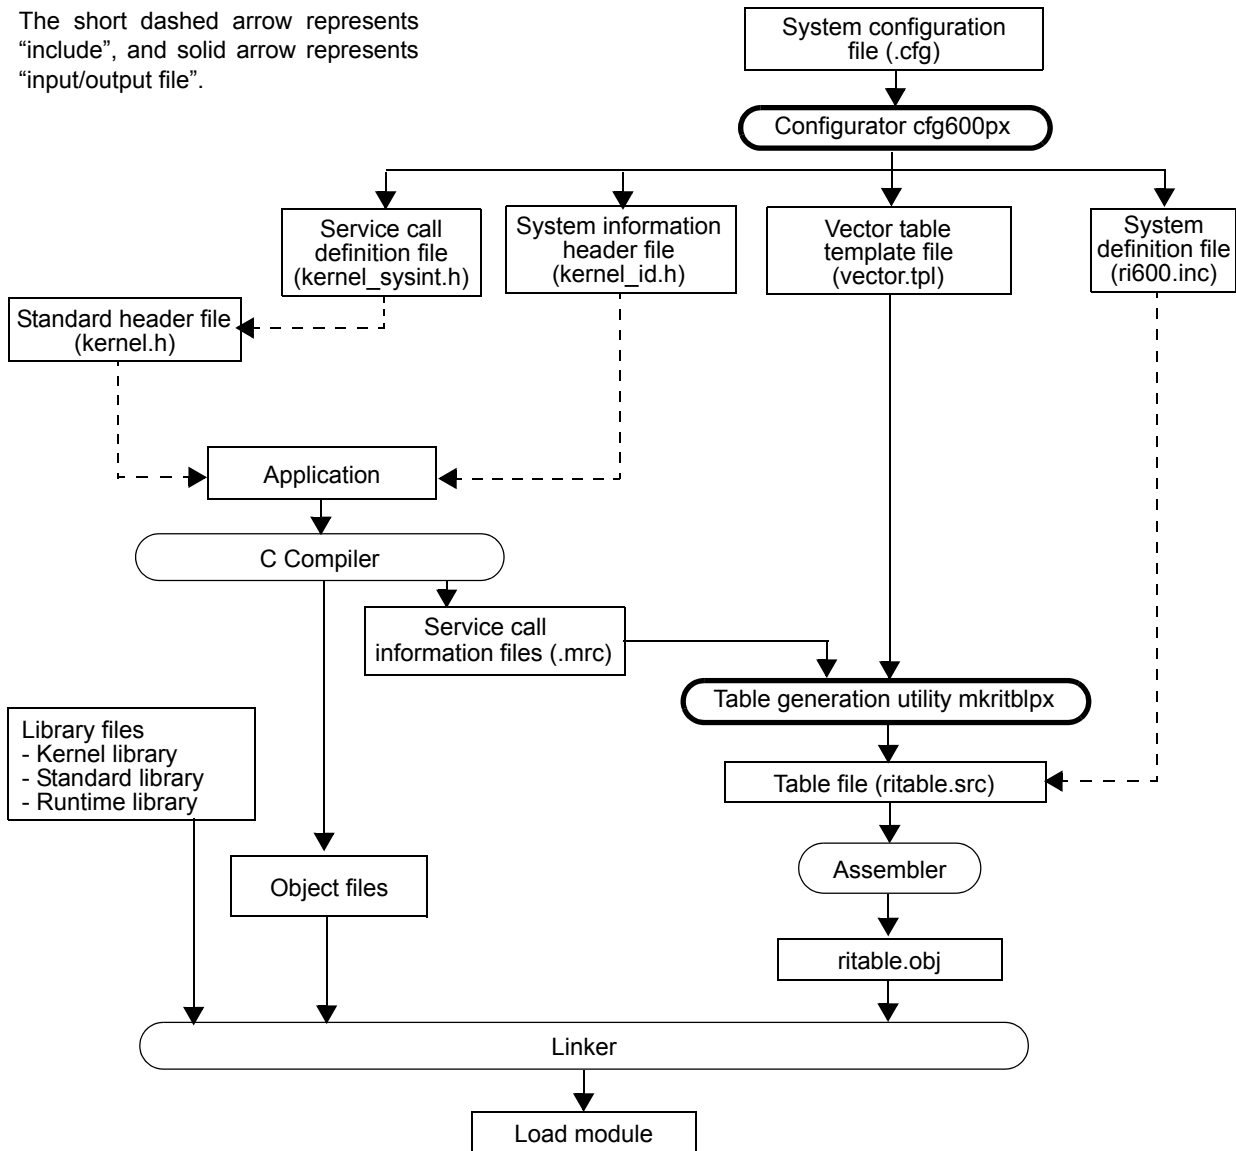 The short dashed arrow represents
“include”, and solid arrow represents
“input/output file”.
System configuration
file (.cfg)
Configurator cfg600px
Service call
definition file
(kernel_sysint.h)
System information
header file
(kernel_id.h)
Vector table
template file
(vector.tpl)
System
definition file
(ri600.inc)
Standard header file
(kernel.h)
Application
C Compiler
Service call
information files (.mrc)
Table generation utility mkritblpx
Library files
- Kernel library
- Standard library
- Runtime library
Table file (ritable.src)
Assembler
Object files
ritable.obj
Linker
Load module